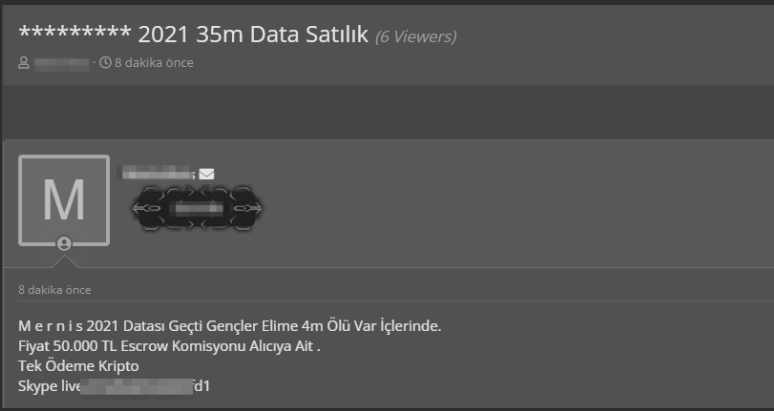 ********* 2021 35m Data Satılık (6 Viewers)
· 8 dakika önce
M
8 dakika önce
M e r n i s 2021 Datası Geçti Gençler Elime 4m Ölü Var İçlerinde.
Fiyat 50.000 TL Escrow Komisyonu Alıcıya Ait .
Tek Ödeme Kripto
Skype live fd1